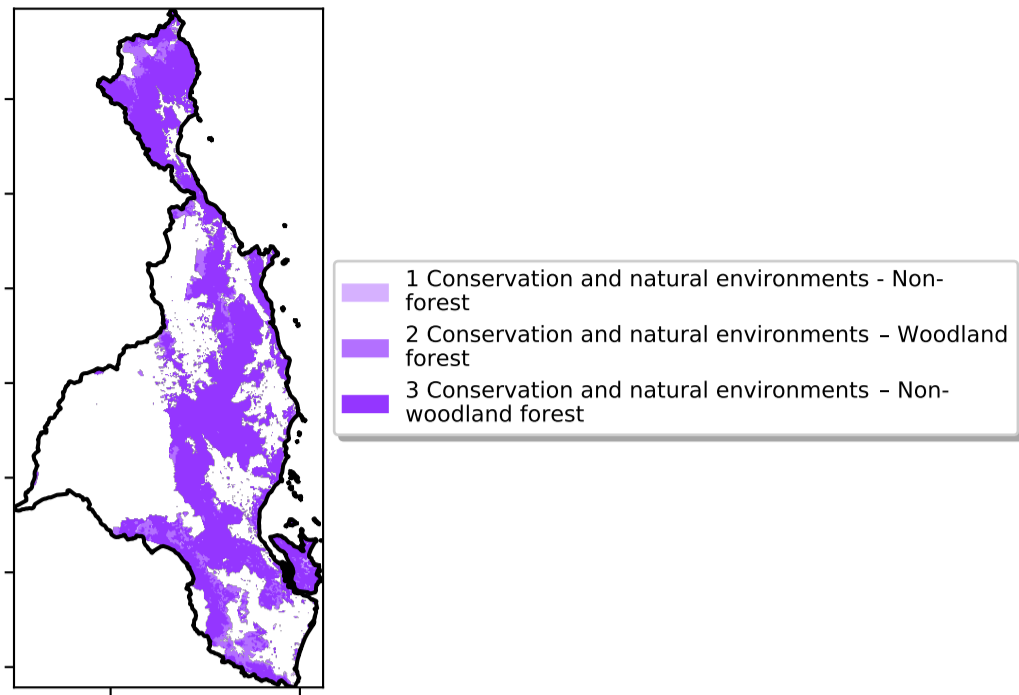 1 Conservation and natural environments - Non-
forest
2 Conservation and natural environments – Woodland
forest
3 Conservation and natural environments – Non-
woodland forest